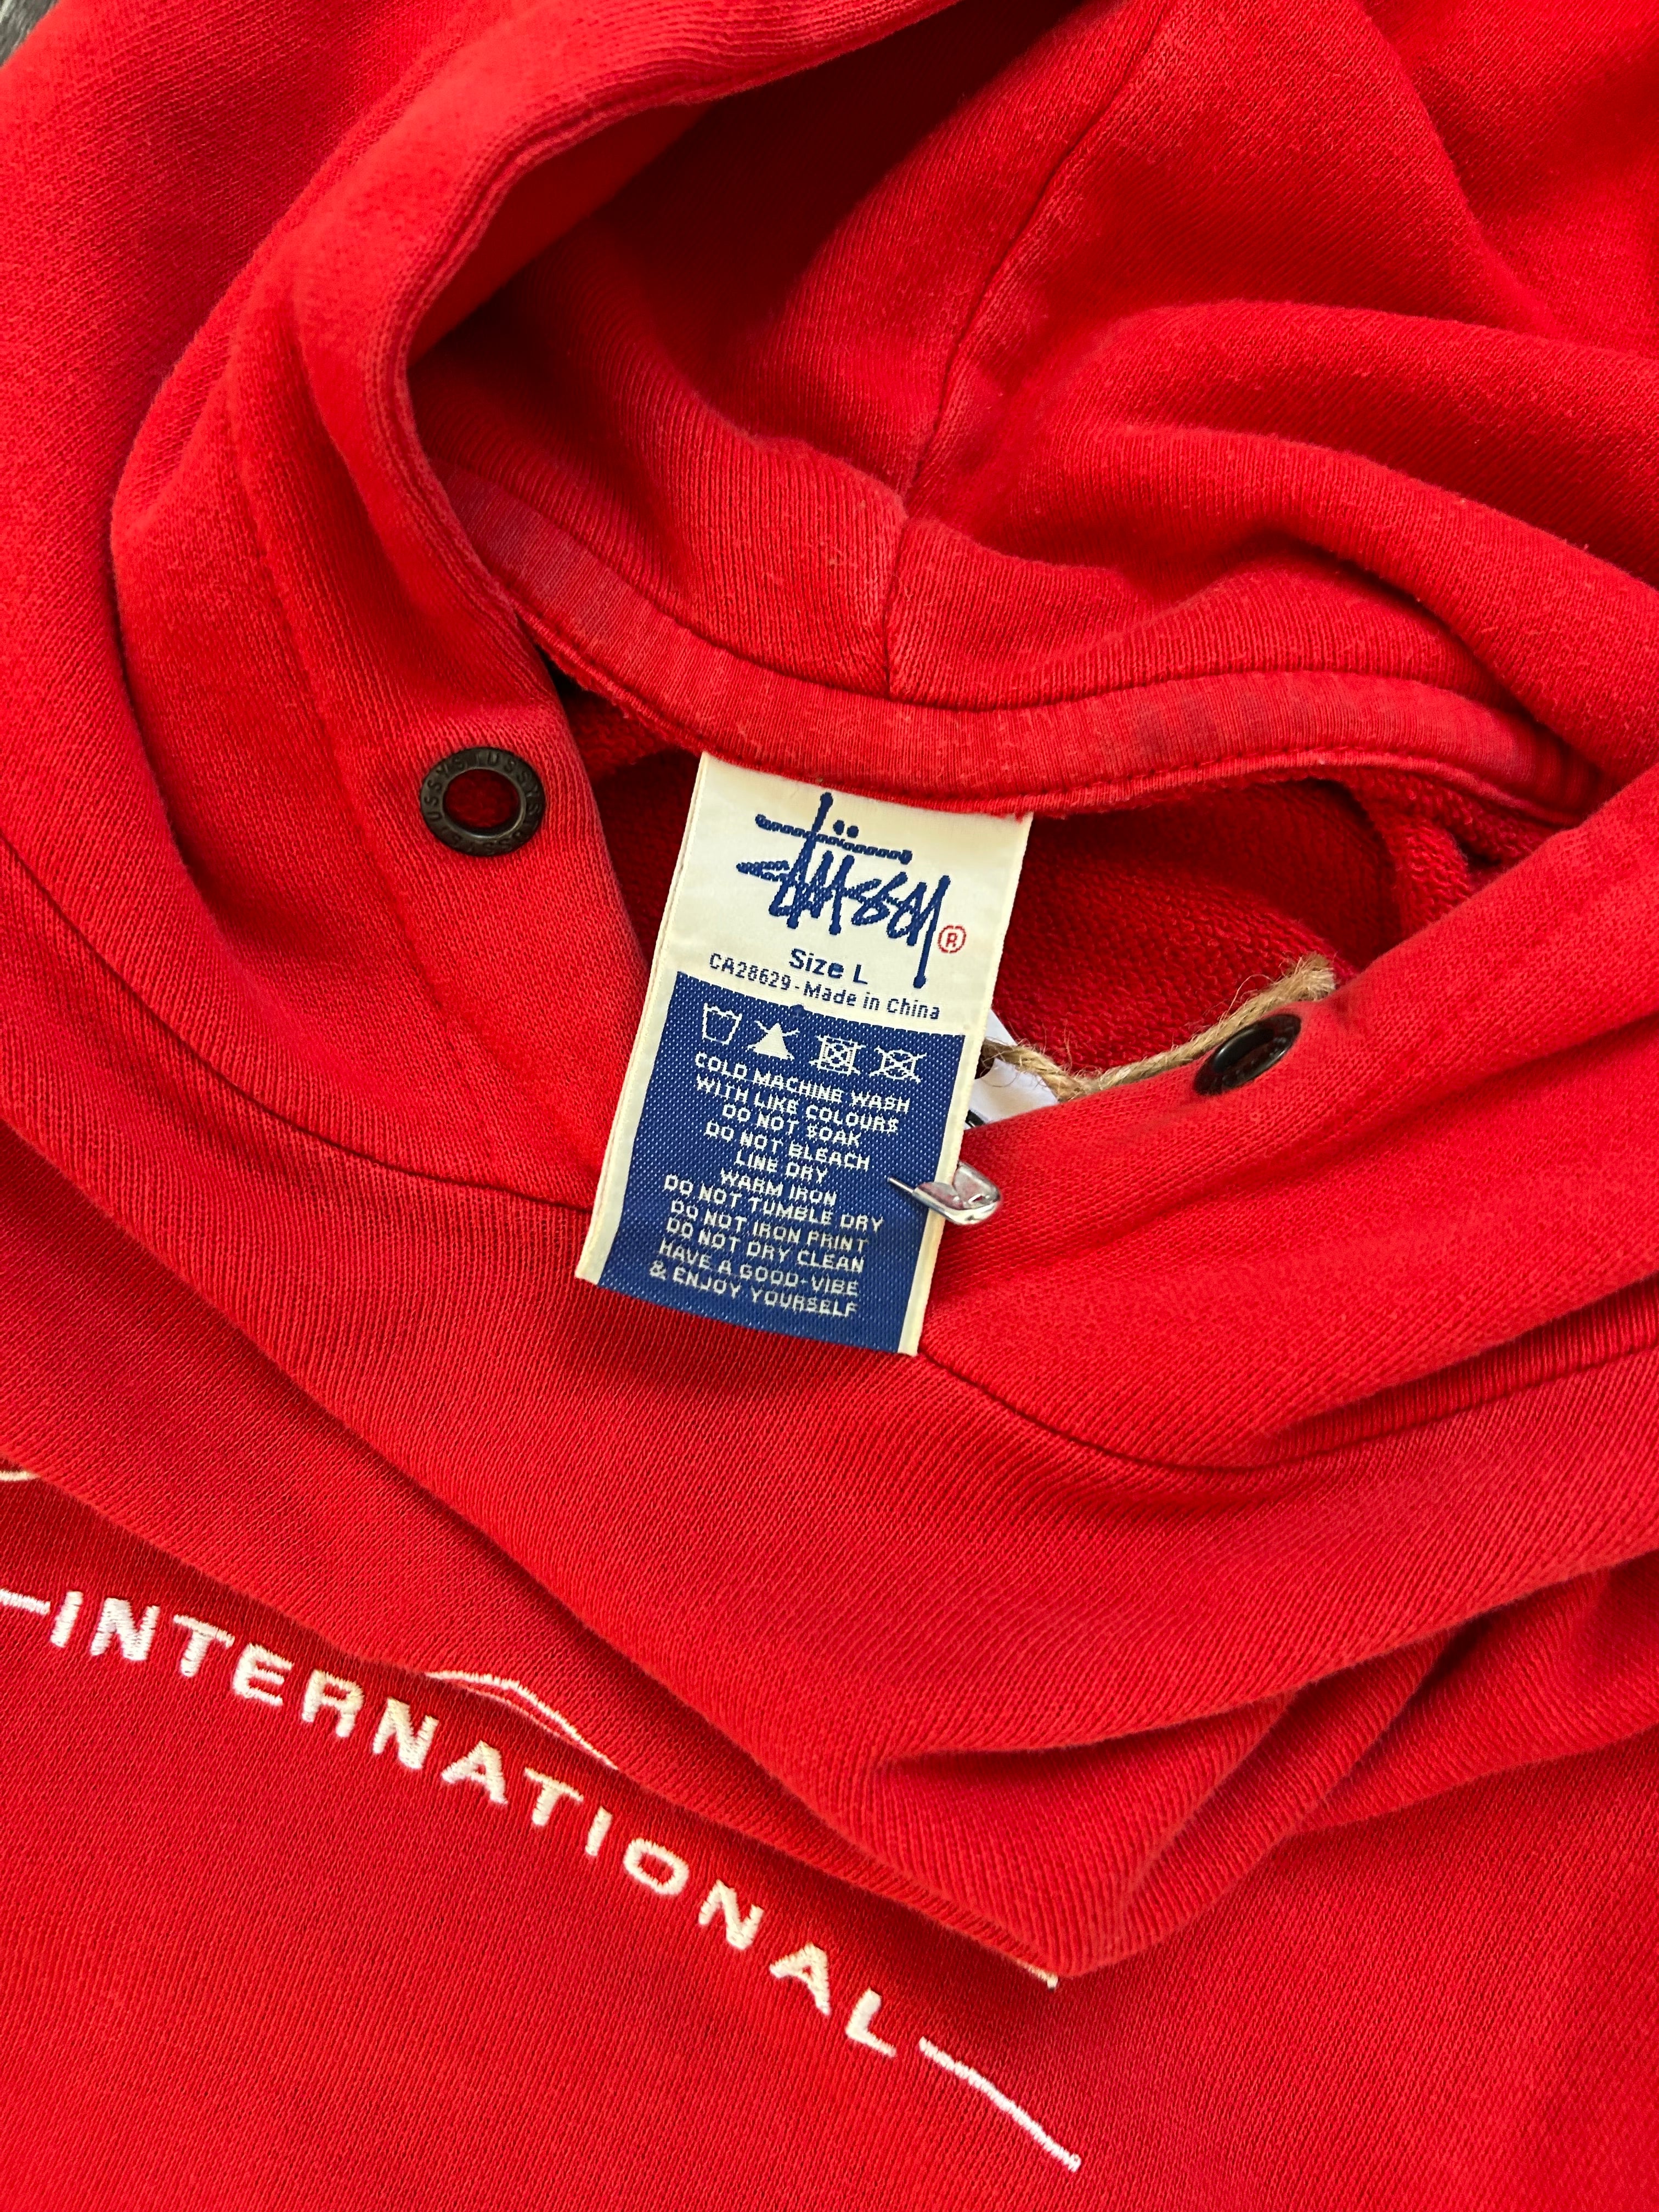 STUSSY STUSSY
Stüssy ®
Size L
CA28629-Made in China
COLD MACHINE WASH
WITH LIKE COLOURS
DO NOT SOAK
DO NOT BLEACH
LINE DRY
WARM IRON
DO NOT TUMBLE DRY
DO NOT IRON PRINT
DO NOT DRY CLEAN
HAVE A GOOD-VIBE
& ENJOY YOURSELF
-INTERNATIONAL-